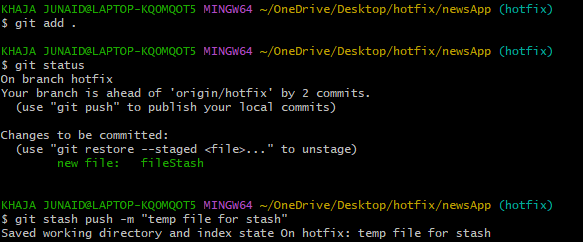 KHAJA JUNAID@LAPTOP-KQOMQOT5 MINGW64 ~/OneDrive/Desktop/hotfix/newsApp (hotfix)
$ git add .
KHAJA JUNAID@LAPTOP-KQOMQOT5 MINGW64 ~/OneDrive/Desktop/hotfix/newsApp (hotfix)
$ git status
On branch hotfix
Your branch is ahead of 'origin/hotfix' by 2 commits.
(use "git push" to publish your local commits)
Changes to be committed:
(use "git restore --staged <file>..." to unstage)
new file: fileStash
KHAJA JUNAID@LAPTOP-KQOMQOT5 MINGW64 ~/OneDrive/Desktop/hotfix/newsApp (hotfix)
$ git stash push -m "temp file for stash"
Saved working directory and index state On hotfix: temp file for stash